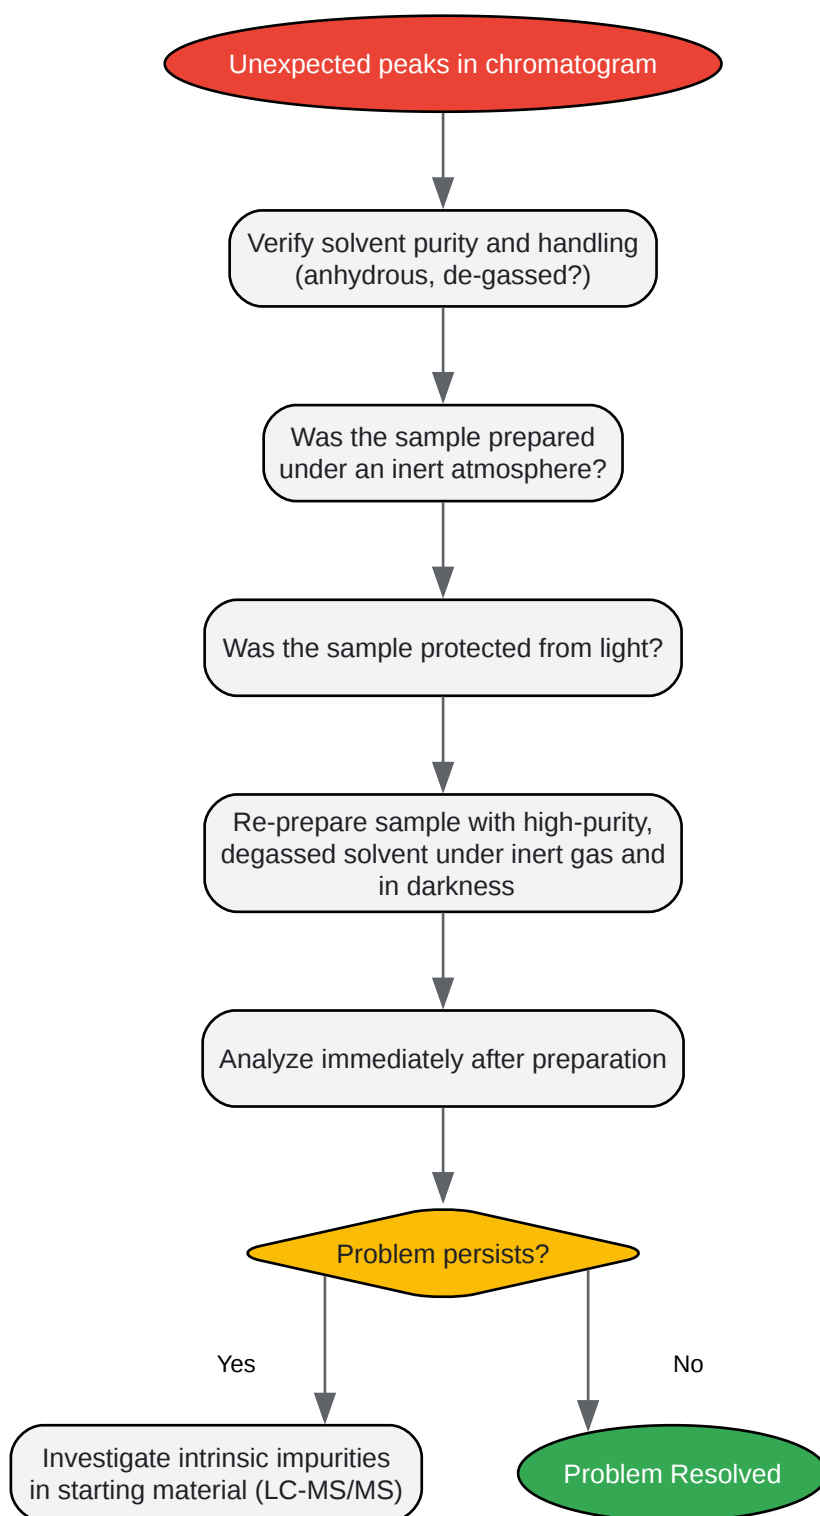 Unexpected peaks in chromatogram
Verify solvent purity and handling
(anhydrous, de-gassed?)
Was the sample prepared
under an inert atmosphere?
Was the sample protected from light?
Re-prepare sample with high-purity,
degassed solvent under inert gas and
in darkness
Analyze immediately after preparation
Problem persists?
Yes
No
Investigate intrinsic impurities
in starting material (LC-MS/MS)
Problem Resolved